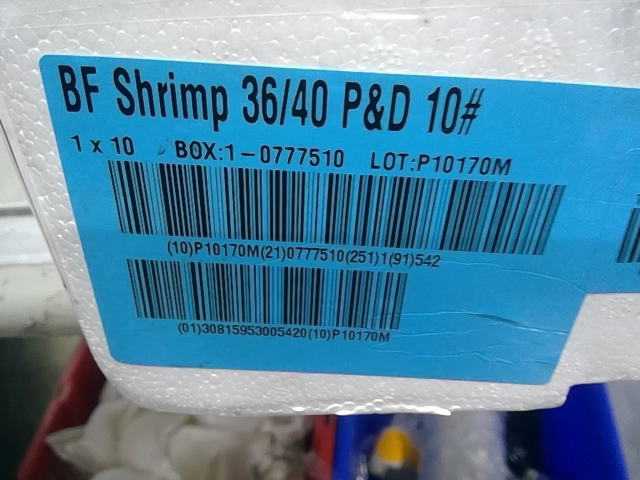 BF Shrimp 36/40 P&D 10#
1 x 10 BOX:1-0777510 LOT:P10170M
(10)P10170M(21)0777510(251)1(91)542
(01)30815953005420(10)P10170M